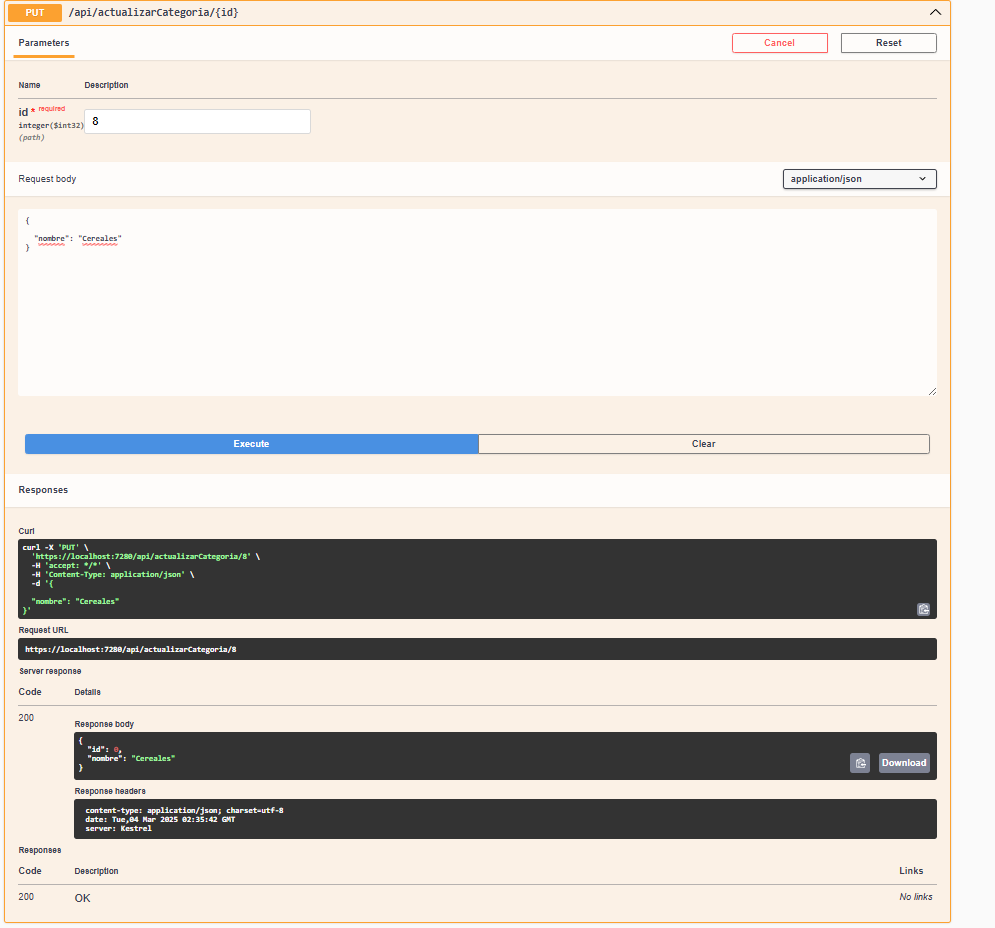 PUT /api/actualizarCategoria/{id}
Parameters
Cancel
Reset
Name Description
id * required
integer($int32)
(path)
8
Request body
application/json
{
"nombre": "Cereales"
}
Execute
Clear
Responses
Curl
curl -X 'PUT' \
'https://localhost:7280/api/actualizarCategoria/8' \
-H 'accept: */*' \
-H 'Content-Type: application/json' \
-d '{
"nombre": "Cereales"
}'
Request URL
https://localhost:7280/api/actualizarCategoria/8
Server response
Code Details
200
Response body
{
"id": 0,
"nombre": "Cereales"
}
Download
Response headers
content-type: application/json; charset=utf-8
date: Tue,04 Mar 2025 02:35:42 GMT
server: Kestrel
Responses
Code Description Links
200 OK No links